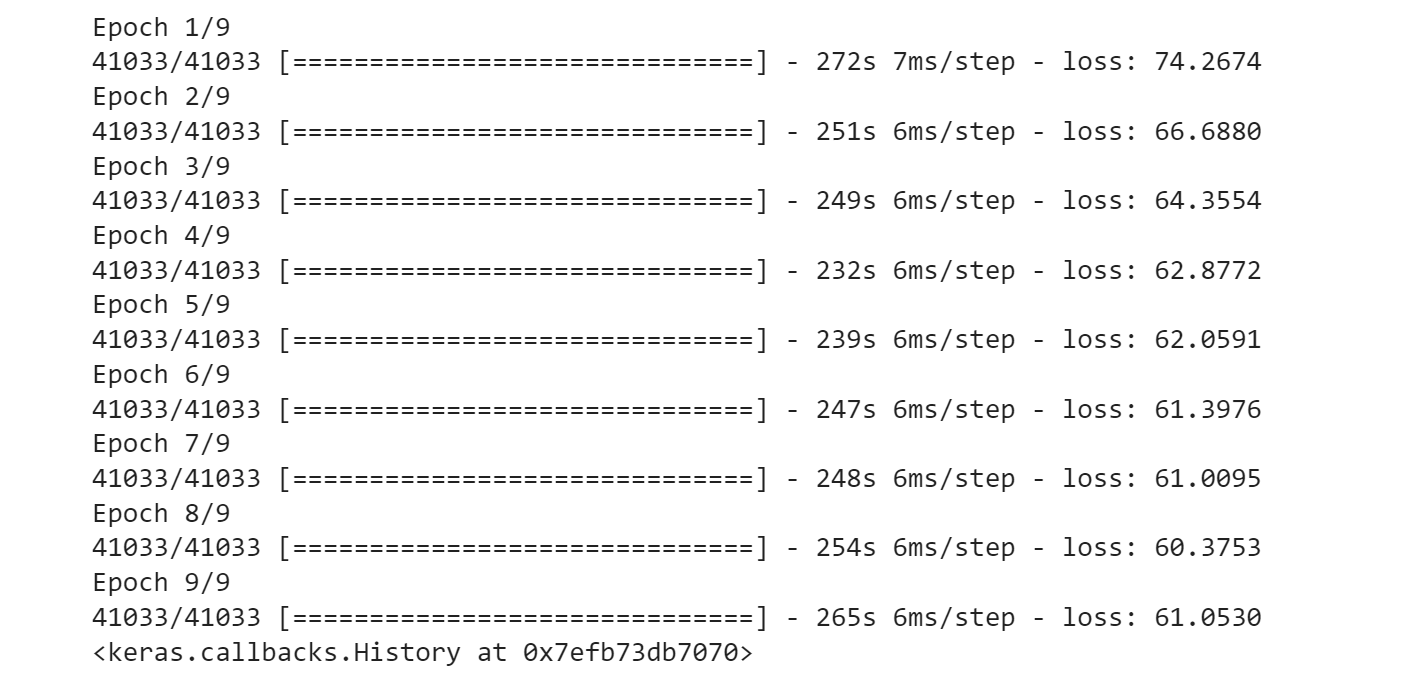 Epoch 1/9
41033/41033 [==============================] - 272s 7ms/step - loss: 74.2674
Epoch 2/9
41033/41033 [==============================] - 251s 6ms/step - loss: 66.6880
Epoch 3/9
41033/41033 [==============================] - 249s 6ms/step - loss: 64.3554
Epoch 4/9
41033/41033 [==============================] - 232s 6ms/step - loss: 62.8772
Epoch 5/9
41033/41033 [==============================] - 239s 6ms/step - loss: 62.0591
Epoch 6/9
41033/41033 [==============================] - 247s 6ms/step - loss: 61.3976
Epoch 7/9
41033/41033 [==============================] - 248s 6ms/step - loss: 61.0095
Epoch 8/9
41033/41033 [==============================] - 254s 6ms/step - loss: 60.3753
Epoch 9/9
41033/41033 [==============================] - 265s 6ms/step - loss: 61.0530
<keras.callbacks.History at 0x7efb73db7070>